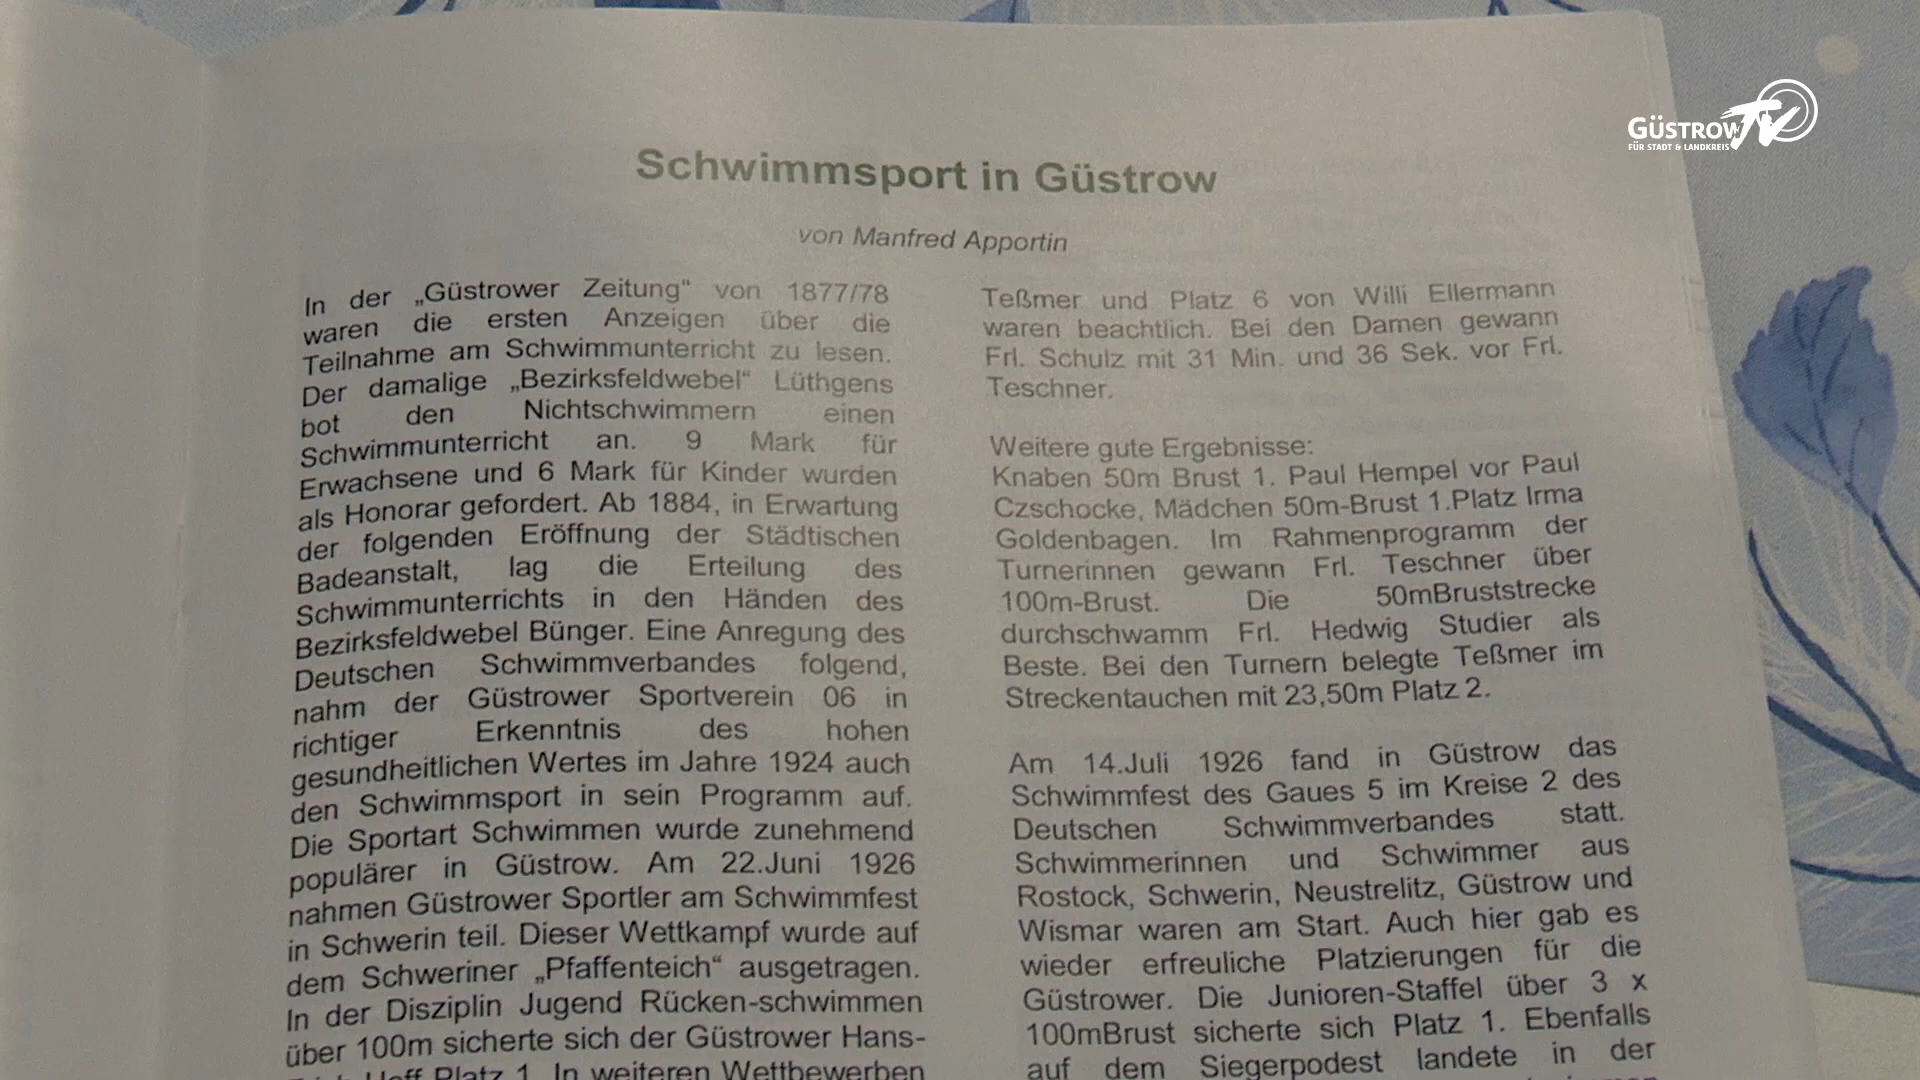 GÜSTROW TV
FÜR STADT & LANDKREIS
Schwimmsport in Güstrow
von Manfred Apportin
In der „Güstrower Zeitung“ von 1877/78
waren die ersten Anzeigen über die
Teilnahme am Schwimmunterricht zu lesen.
Der damalige „Bezirksfeldwebel“ Lüthgens
bot den Nichtschwimmern einen
Schwimmunterricht an. 9 Mark für
Erwachsene und 6 Mark für Kinder wurden
als Honorar gefordert. Ab 1884, in Erwartung
der folgenden Eröffnung der Städtischen
Badeanstalt, lag die Erteilung des
Schwimmunterrichts in den Händen des
Bezirksfeldwebel Bünger. Eine Anregung des
Deutschen Schwimmverbandes folgend,
nahm der Güstrower Sportverein 06 in
richtiger Erkenntnis des hohen
gesundheitlichen Wertes im Jahre 1924 auch
den Schwimmsport in sein Programm auf.
Die Sportart Schwimmen wurde zunehmend
populärer in Güstrow. Am 22.Juni 1926
nahmen Güstrower Sportler am Schwimmfest
in Schwerin teil. Dieser Wettkampf wurde auf
dem Schweriner „Pfaffenteich“ ausgetragen.
In der Disziplin Jugend Rücken-schwimmen
über 100m sicherte sich der Güstrower Hans-
Hoff Platz 1. In weiteren Wettbewerben
Teßmer und Platz 6 von Willi Ellermann
waren beachtlich. Bei den Damen gewann
Frl. Schulz mit 31 Min. und 36 Sek. vor Frl.
Teschner.
Weitere gute Ergebnisse:
Knaben 50m Brust 1. Paul Hempel vor Paul
Czschocke, Mädchen 50m-Brust 1.Platz Irma
Goldenbagen. Im Rahmenprogramm der
Turnerinnen gewann Frl. Teschner über
100m-Brust. Die 50mBruststrecke
durchschwamm Frl. Hedwig Studier als
Beste. Bei den Turnern belegte Teßmer im
Streckentauchen mit 23,50m Platz 2.
Am 14.Juli 1926 fand in Güstrow das
Schwimmfest des Gaues 5 im Kreise 2 des
Deutschen Schwimmverbandes statt.
Schwimmerinnen und Schwimmer aus
Rostock, Schwerin, Neustrelitz, Güstrow und
Wismar waren am Start. Auch hier gab es
wieder erfreuliche Platzierungen für die
Güstrower. Die Junioren-Staffel über 3 x
100mBrust sicherte sich Platz 1. Ebenfalls
auf dem Siegerpodest landete in der